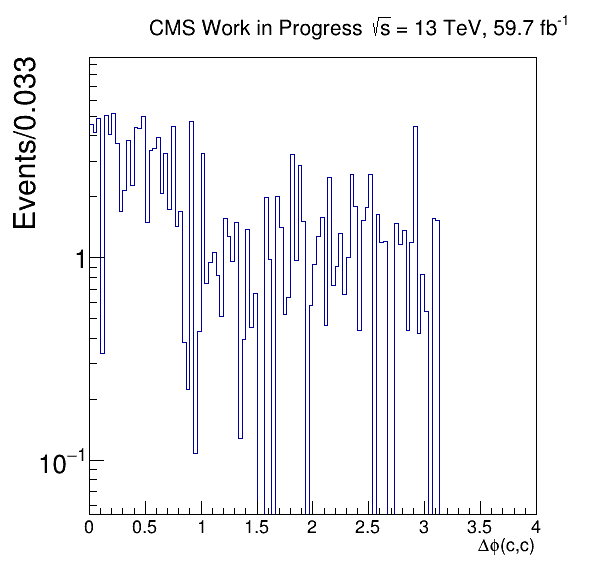 CMS Work in Progress √s = 13 TeV, 59.7 fb⁻¹
Events/0.033
1
10⁻¹
0 0.5 1 1.5 2 2.5 3 3.5 4
Δϕ(c,c)